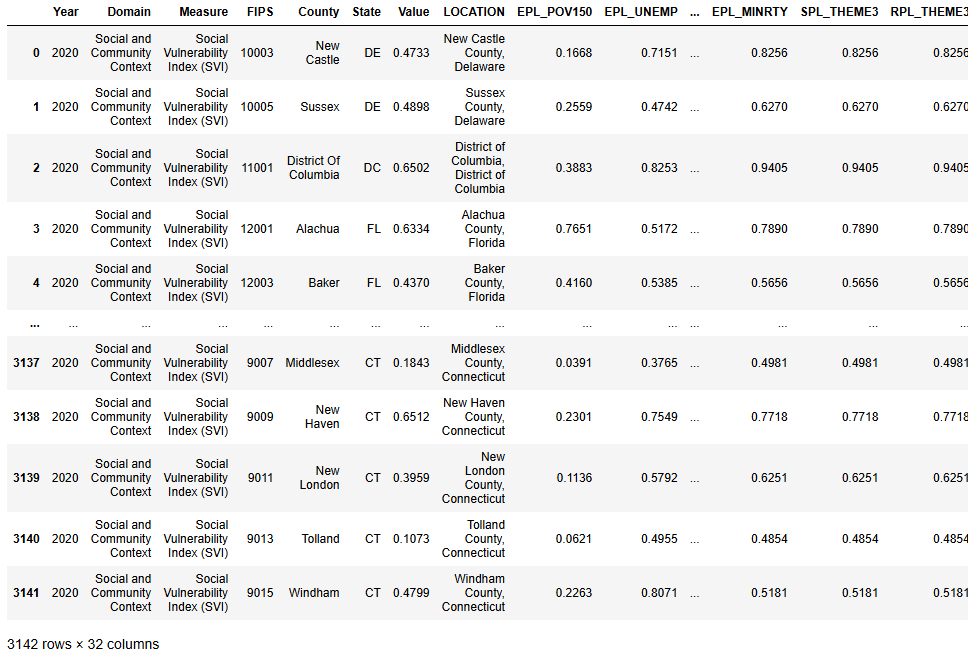 Year Domain Measure FIPS County State Value LOCATION EPL_POV150 EPL_UNEMP ... EPL_MINRTY SPL_THEME3 RPL_THEME3
0 2020 Social and Community Context Social Vulnerability Index (SVI) 10003 New Castle DE 0.4733 New Castle County, Delaware 0.1668 0.7151 ... 0.8256 0.8256 0.8256
1 2020 Social and Community Context Social Vulnerability Index (SVI) 10005 Sussex DE 0.4898 Sussex County, Delaware 0.2559 0.4742 ... 0.6270 0.6270 0.6270
2 2020 Social and Community Context Social Vulnerability Index (SVI) 11001 District Of Columbia DC 0.6502 District of Columbia, District of Columbia 0.3883 0.8253 ... 0.9405 0.9405 0.9405
3 2020 Social and Community Context Social Vulnerability Index (SVI) 12001 Alachua FL 0.6334 Alachua County, Florida 0.7651 0.5172 ... 0.7890 0.7890 0.7890
4 2020 Social and Community Context Social Vulnerability Index (SVI) 12003 Baker FL 0.4370 Baker County, Florida 0.4160 0.5385 ... 0.5656 0.5656 0.5656
... ... ... ... ... ... ... ... ... ... ... ... ... ... ...
3137 2020 Social and Community Context Social Vulnerability Index (SVI) 9007 Middlesex CT 0.1843 Middlesex County, Connecticut 0.0391 0.3765 ... 0.4981 0.4981 0.4981
3138 2020 Social and Community Context Social Vulnerability Index (SVI) 9009 New Haven CT 0.6512 New Haven County, Connecticut 0.2301 0.7549 ... 0.7718 0.7718 0.7718
3139 2020 Social and Community Context Social Vulnerability Index (SVI) 9011 New London CT 0.3959 New London County, Connecticut 0.1136 0.5792 ... 0.6251 0.6251 0.6251
3140 2020 Social and Community Context Social Vulnerability Index (SVI) 9013 Tolland CT 0.1073 Tolland County, Connecticut 0.0621 0.4955 ... 0.4854 0.4854 0.4854
3141 2020 Social and Community Context Social Vulnerability Index (SVI) 9015 Windham CT 0.4799 Windham County, Connecticut 0.2263 0.8071 ... 0.5181 0.5181 0.5181
3142 rows × 32 columns